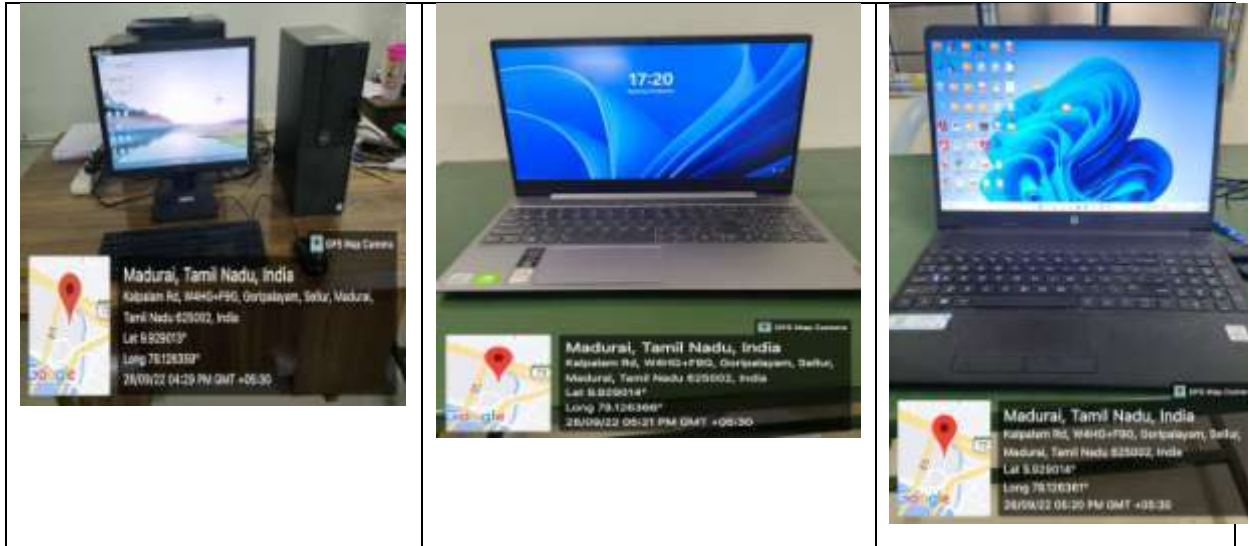 GPS Map Camera
Madurai, Tamil Nadu, India
Kalpalam Rd, W4HG+F9G, Goripalayam, Sellur, Madurai,
Tamil Nadu 625002, India
Lat 9.929013°
Long 78.126359°
28/09/22 04:29 PM GMT +05:30
Google
17:20
GPS Map Camera
Madurai, Tamil Nadu, India
Kalpalam Rd, W4HG+F9G, Goripalayam, Sellur,
Madurai, Tamil Nadu 625002, India
Lat 9.929014°
Long 78.126366°
28/09/22 05:21 PM GMT +05:30
Google
hp
GPS Map Camera
Madurai, Tamil Nadu, India
Kalpalam Rd, W4HG+F9G, Goripalayam, Sellur,
Madurai, Tamil Nadu 625002, India
Lat 9.929014°
Long 78.126361°
28/09/22 05:20 PM GMT +05:30
Google